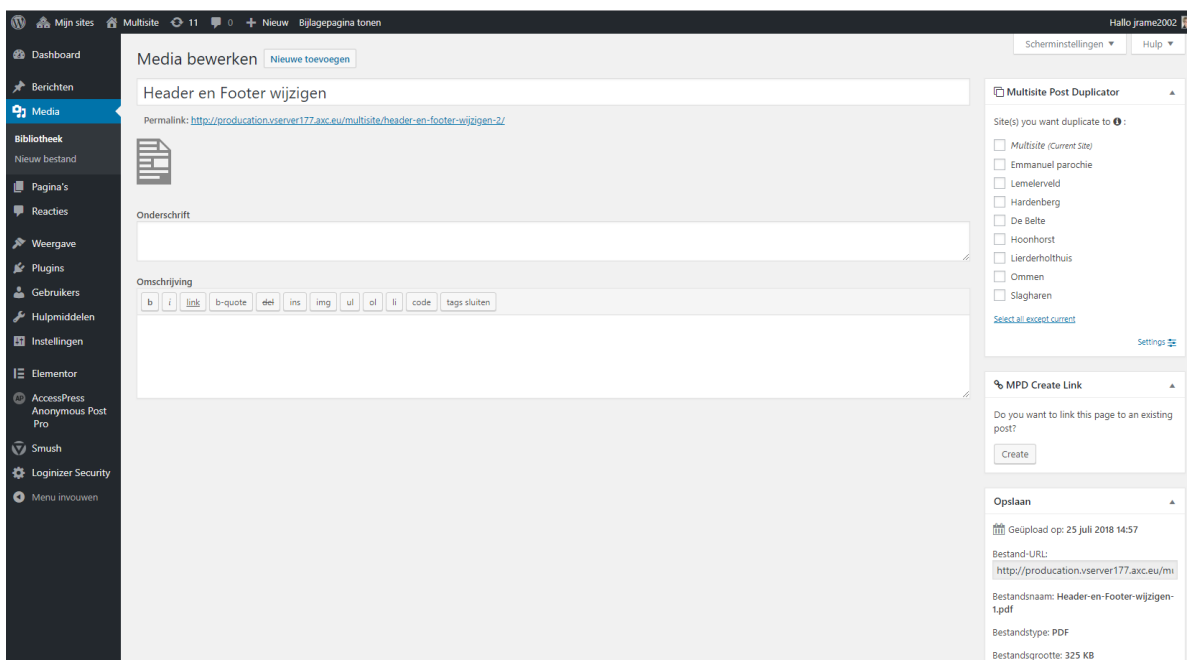 Mijn sites Multisite 11 0 Nieuw Bijlagepagina tonen Hallo jrame2002
Scherminstellingen Hulp
Dashboard
Berichten
Media
Bibliotheek
Nieuw bestand
Pagina's
Reacties
Weergave
Plugins
Gebruikers
Hulpmiddelen
Instellingen
Elementor
AccessPress
Anonymous Post
Pro
Smush
Loginizer Security
Menu invouwen
Media bewerken Nieuwe toevoegen
Header en Footer wijzigen
Permalink: http://producation.vserver177.axc.eu/multisite/header-en-footer-wijzigen-2/
Onderschrift
Omschrijving
b i link b-quote del ins img ul ol li code tags sluiten
Multisite Post Duplicator
Site(s) you want duplicate to :
Multisite (Current Site)
Emmanuel parochie
Lemelerveld
Hardenberg
De Belte
Hoonhorst
Lierderholthuis
Ommen
Slagharen
Select all except current
Settings
MPD Create Link
Do you want to link this page to an existing
post?
Create
Opslaan
Geüpload op: 25 juli 2018 14:57
Bestand-URL:
http://producation.vserver177.axc.eu/mu
Bestandsnaam: Header-en-Footer-wijzigen-
1.pdf
Bestandstype: PDF
Bestandsgrootte: 325 KB